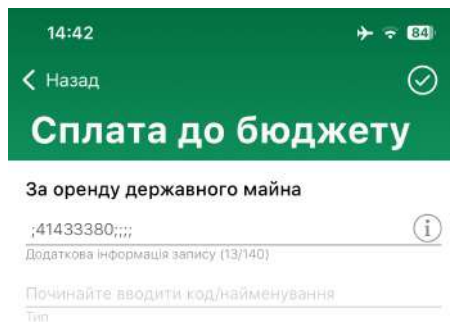 14:42
84
Назад
Сплата до бюджету
За оренду державного майна
;41433380;;;;
Додаткова інформація запису (13/140)
Починайте вводити код/найменування
Тип